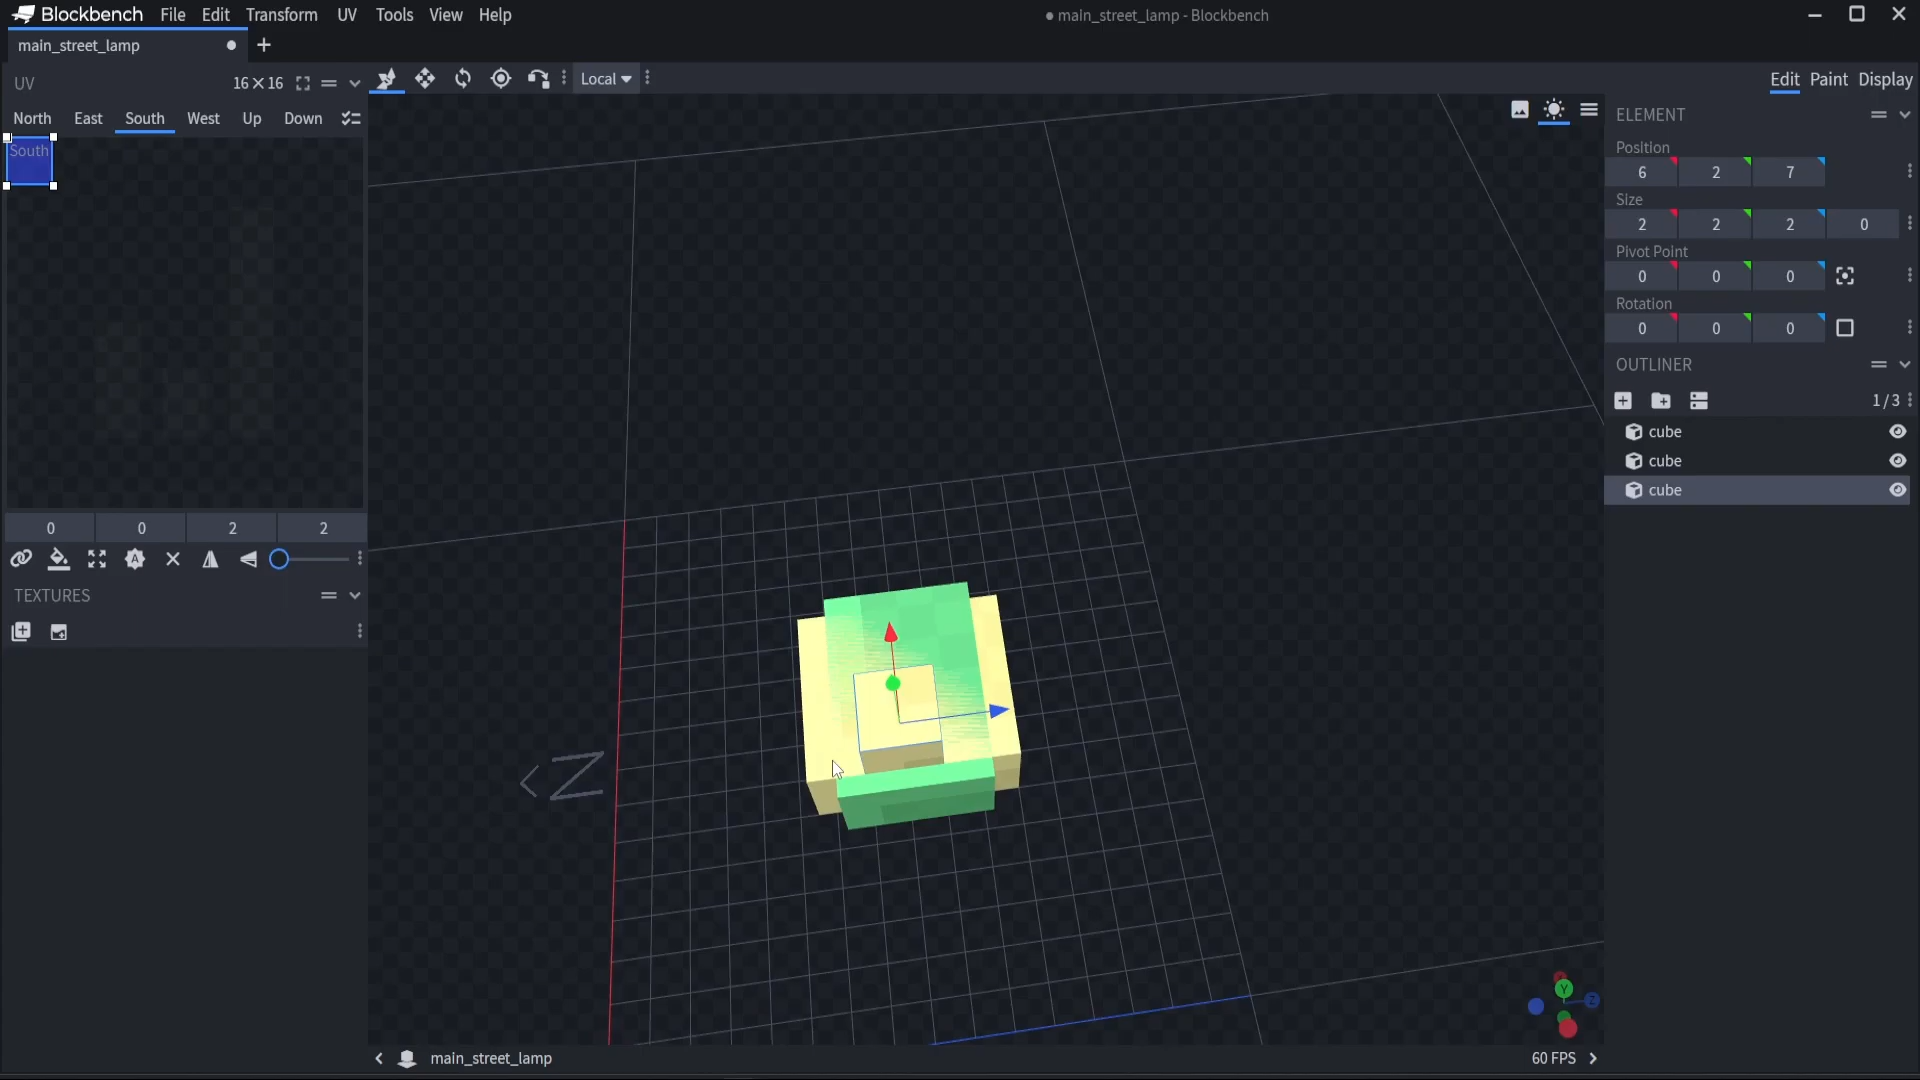 Blockbench File Edit Transform UV Tools View Help
● main_street_lamp - Blockbench
main_street_lamp
UV 16×16
Local
Edit Paint Display
North East South West Up Down
South
0 0 2 2
TEXTURES
N
ELEMENT
Position
6 2 7
Size
2 2 2 0
Pivot Point
0 0 0
Rotation
0 0 0
OUTLINER
1 / 3
cube
cube
cube
Y
Z
main_street_lamp
60 FPS